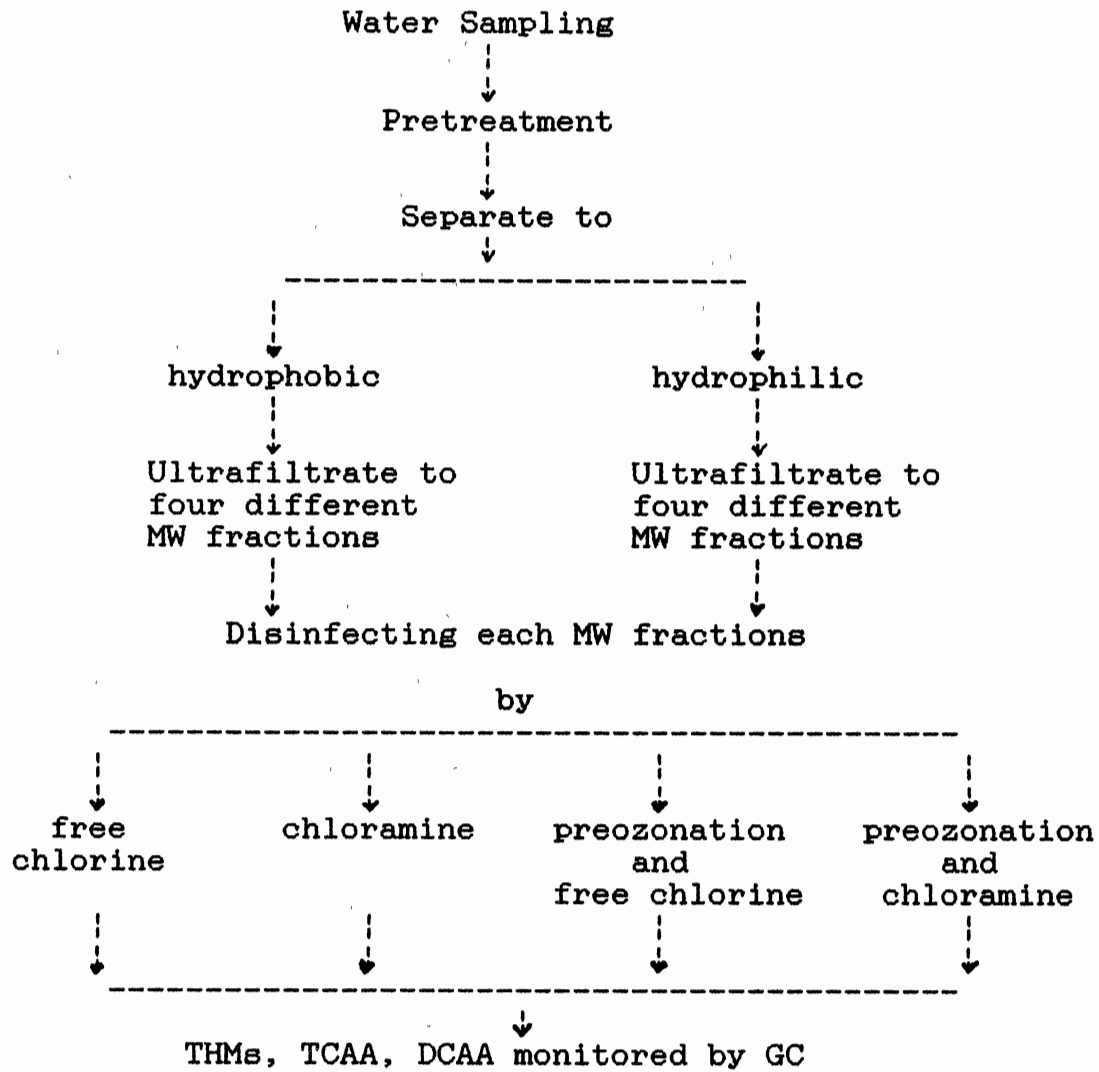 Water Sampling
Pretreatment
Separate to
hydrophobic
hydrophilic
Ultrafiltrate to
four different
MW fractions
Ultrafiltrate to
four different
MW fractions
Disinfecting each MW fractions
by
free
chlorine
chloramine
preozonation
and
free chlorine
preozonation
and
chloramine
THMs, TCAA, DCAA monitored by GC